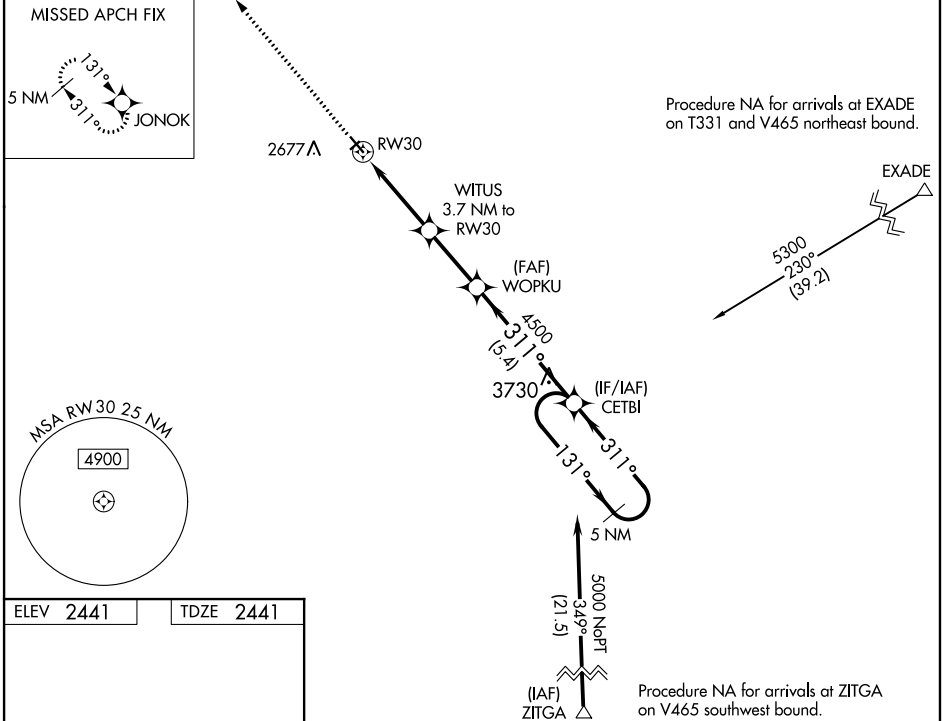 MISSED APCH FIX
131°
5 NM
311°
JONOK
2677
RW30
Procedure NA for arrivals at EXADE
on T331 and V465 northeast bound.
EXADE
WITUS
3.7 NM to
RW30
5300
230°
(39.2)
(FAF)
WOPKU
4500
311°
(5.4)
3730
(IF/IAF)
CETBI
MSA RW30 25 NM
4900
131°
311°
5 NM
5000 NoPT
349°
(21.5)
ELEV 2441
TDZE 2441
(IAF)
ZITGA
Procedure NA for arrivals at ZITGA
on V465 southwest bound.